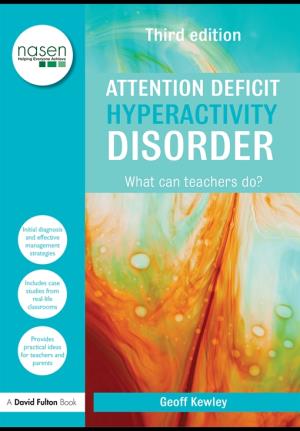 nasen
Helping Everyone Achieve
Third edition
ATTENTION DEFICIT
HYPERACTIVITY
DISORDER
What can teachers do?
Initial diagnosis
and effective
management
strategies
Includes case
studies from
real-life
classrooms
Provides
practical ideas
for teachers and
parents
A David Fulton Book
Geoff Kewley